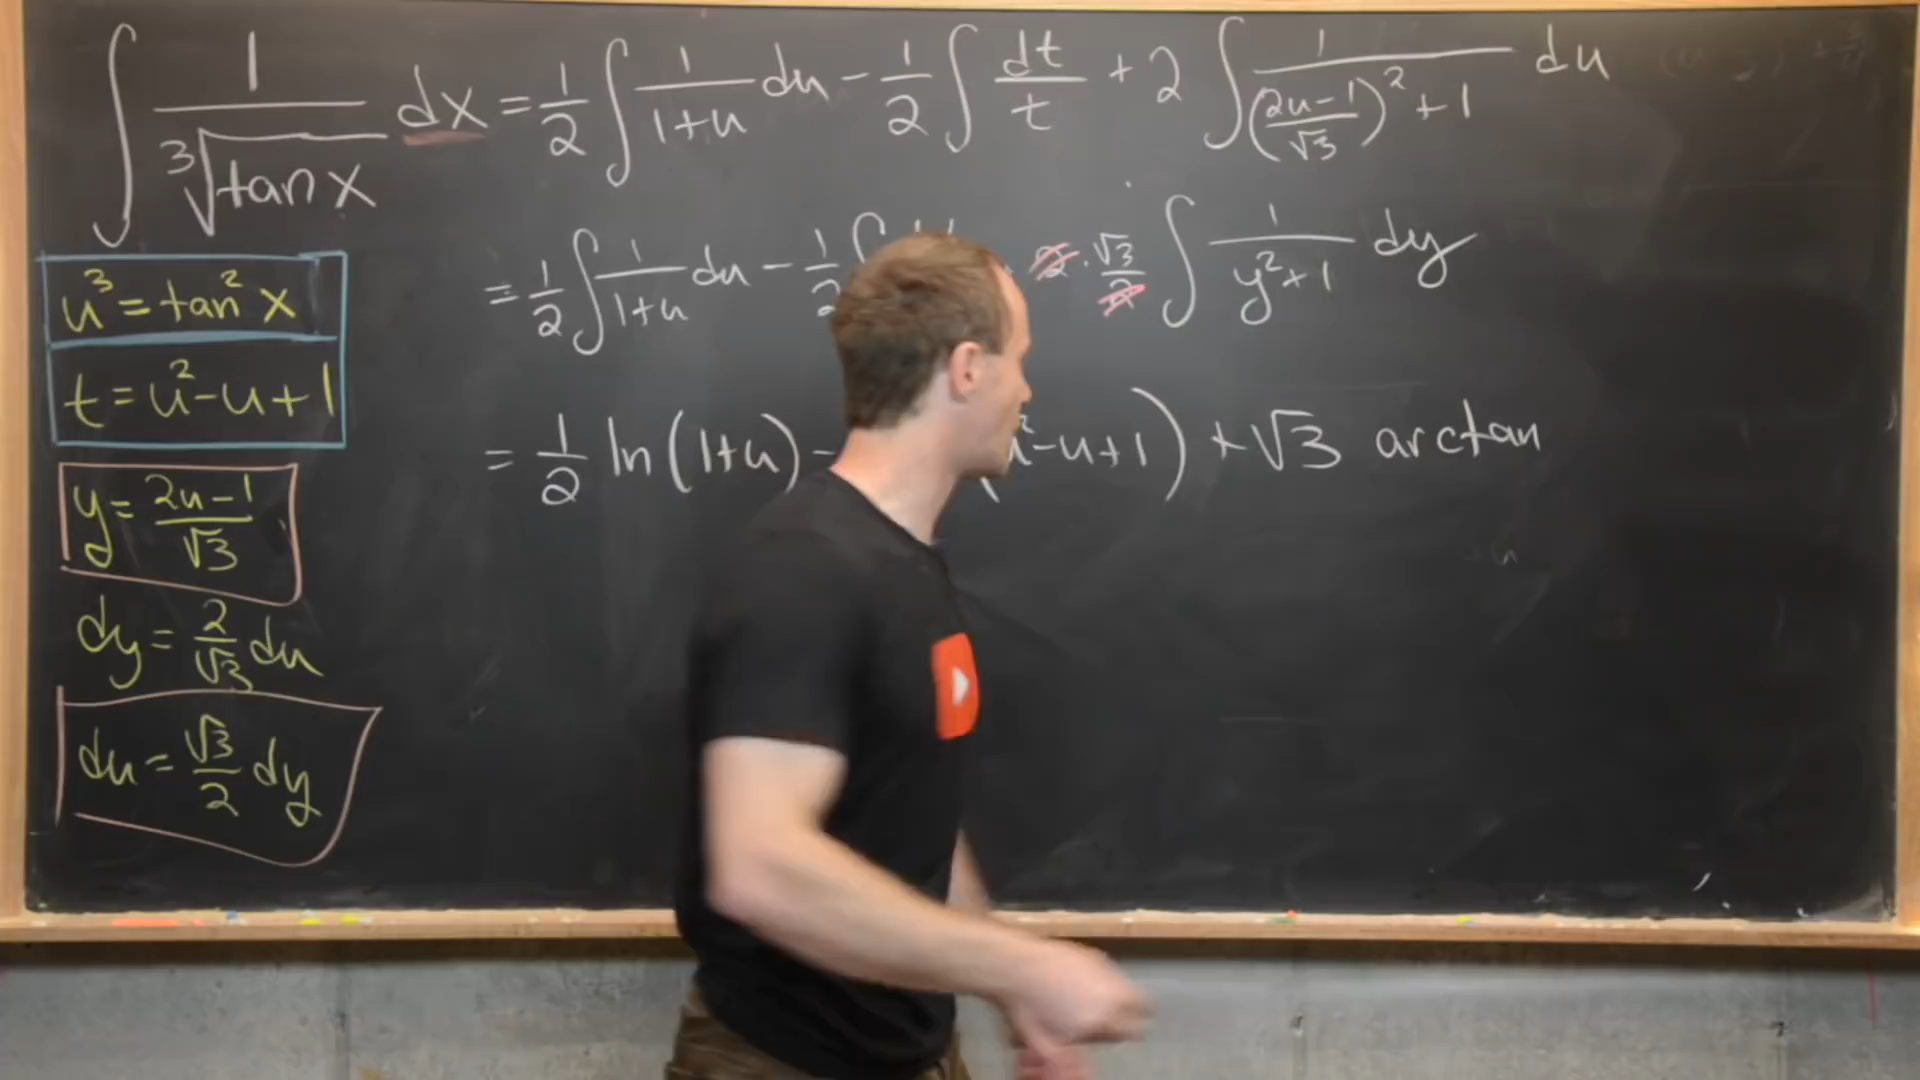 ∫ 1/∛(tan x) dx = 1/2 ∫ 1/(1+u) du − 1/2 ∫ dt/t + 2 ∫ 1/(((2u−1)/√3)² + 1) du
= 1/2 ∫ 1/(1+u) du − 1/2 ∫ 2 · √3/2 ∫ 1/(y²+1) dy
= 1/2 ln(1+u) − (u²−u+1) + √3 arctan
u³ = tan² x
t = u²−u+1
y = (2u−1)/√3
dy = 2/√3 du
du = √3/2 dy